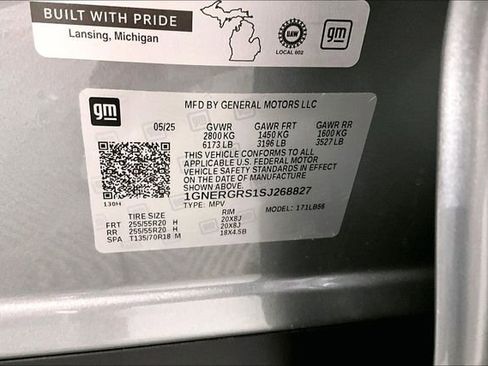 BUILT WITH PRIDE
Lansing, Michigan
UAW
LOCAL 602
gm
gm
MFD BY GENERAL MOTORS LLC
05/25 GVWR GAWR FRT GAWR RR
2800 KG 1450 KG 1600 KG
6173 LB 3196 LB 3527 LB
THIS VEHICLE CONFORMS TO ALL
APPLICABLE U.S. FEDERAL MOTOR
VEHICLE SAFETY STANDARDS IN EFFECT
ON THE DATE OF MANUFACTURE
SHOWN ABOVE.
1GNERGRS1SJ268827
130H
TYPE: MPV MODEL: 171LB56
TIRE SIZE RIM
FRT 255/55R20 H 20X8J
RR 255/55R20 H 20X8J
SPA T135/70R18 M 18X4.5B